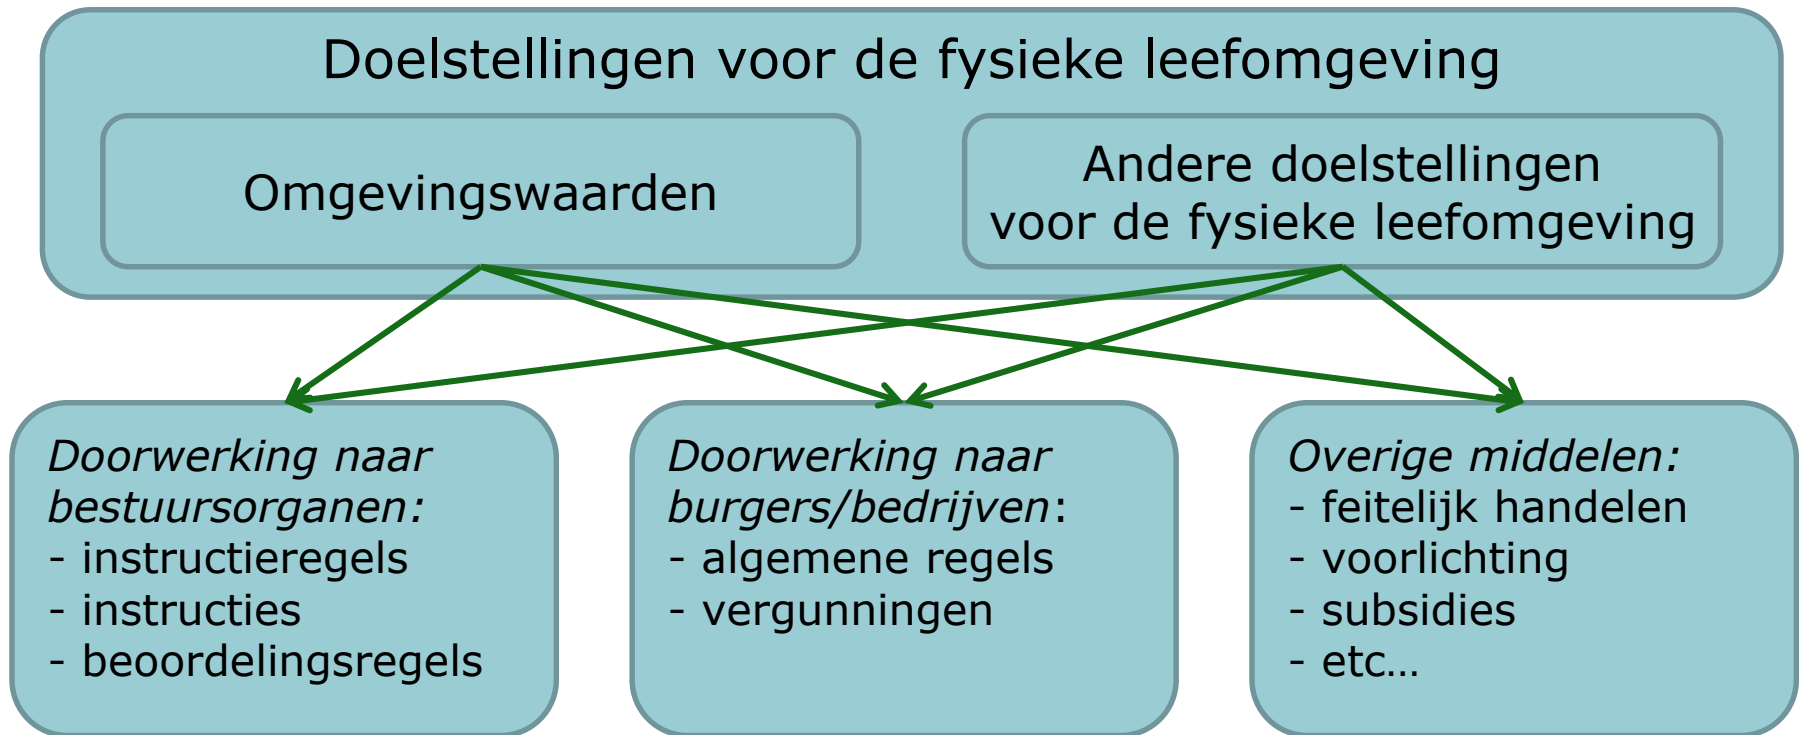 Doelstellingen voor de fysieke leefomgeving
Omgevingswaarden
Andere doelstellingen
voor de fysieke leefomgeving
Doorwerking naar
bestuursorganen:
- instructieregels
- instructies
- beoordelingsregels
Doorwerking naar
burgers/bedrijven:
- algemene regels
- vergunningen
Overige middelen:
- feitelijk handelen
- voorlichting
- subsidies
- etc…